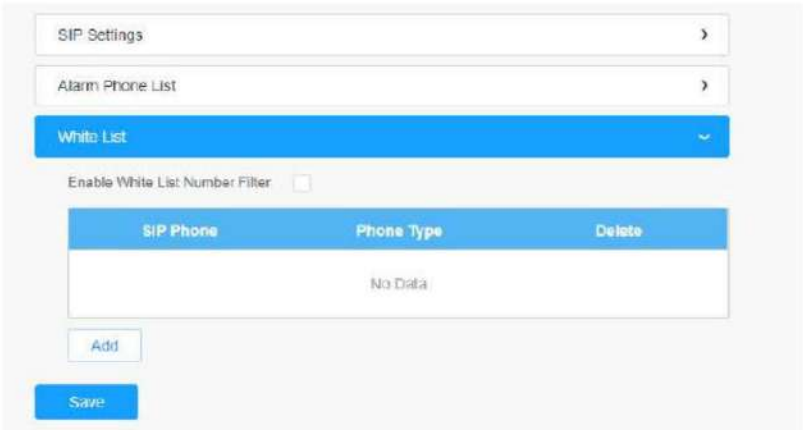 SIP Settings
Alarm Phone List
White List
Enable White List Number Filter
SIP Phone Phone Type Delete
No Data
Add
Save